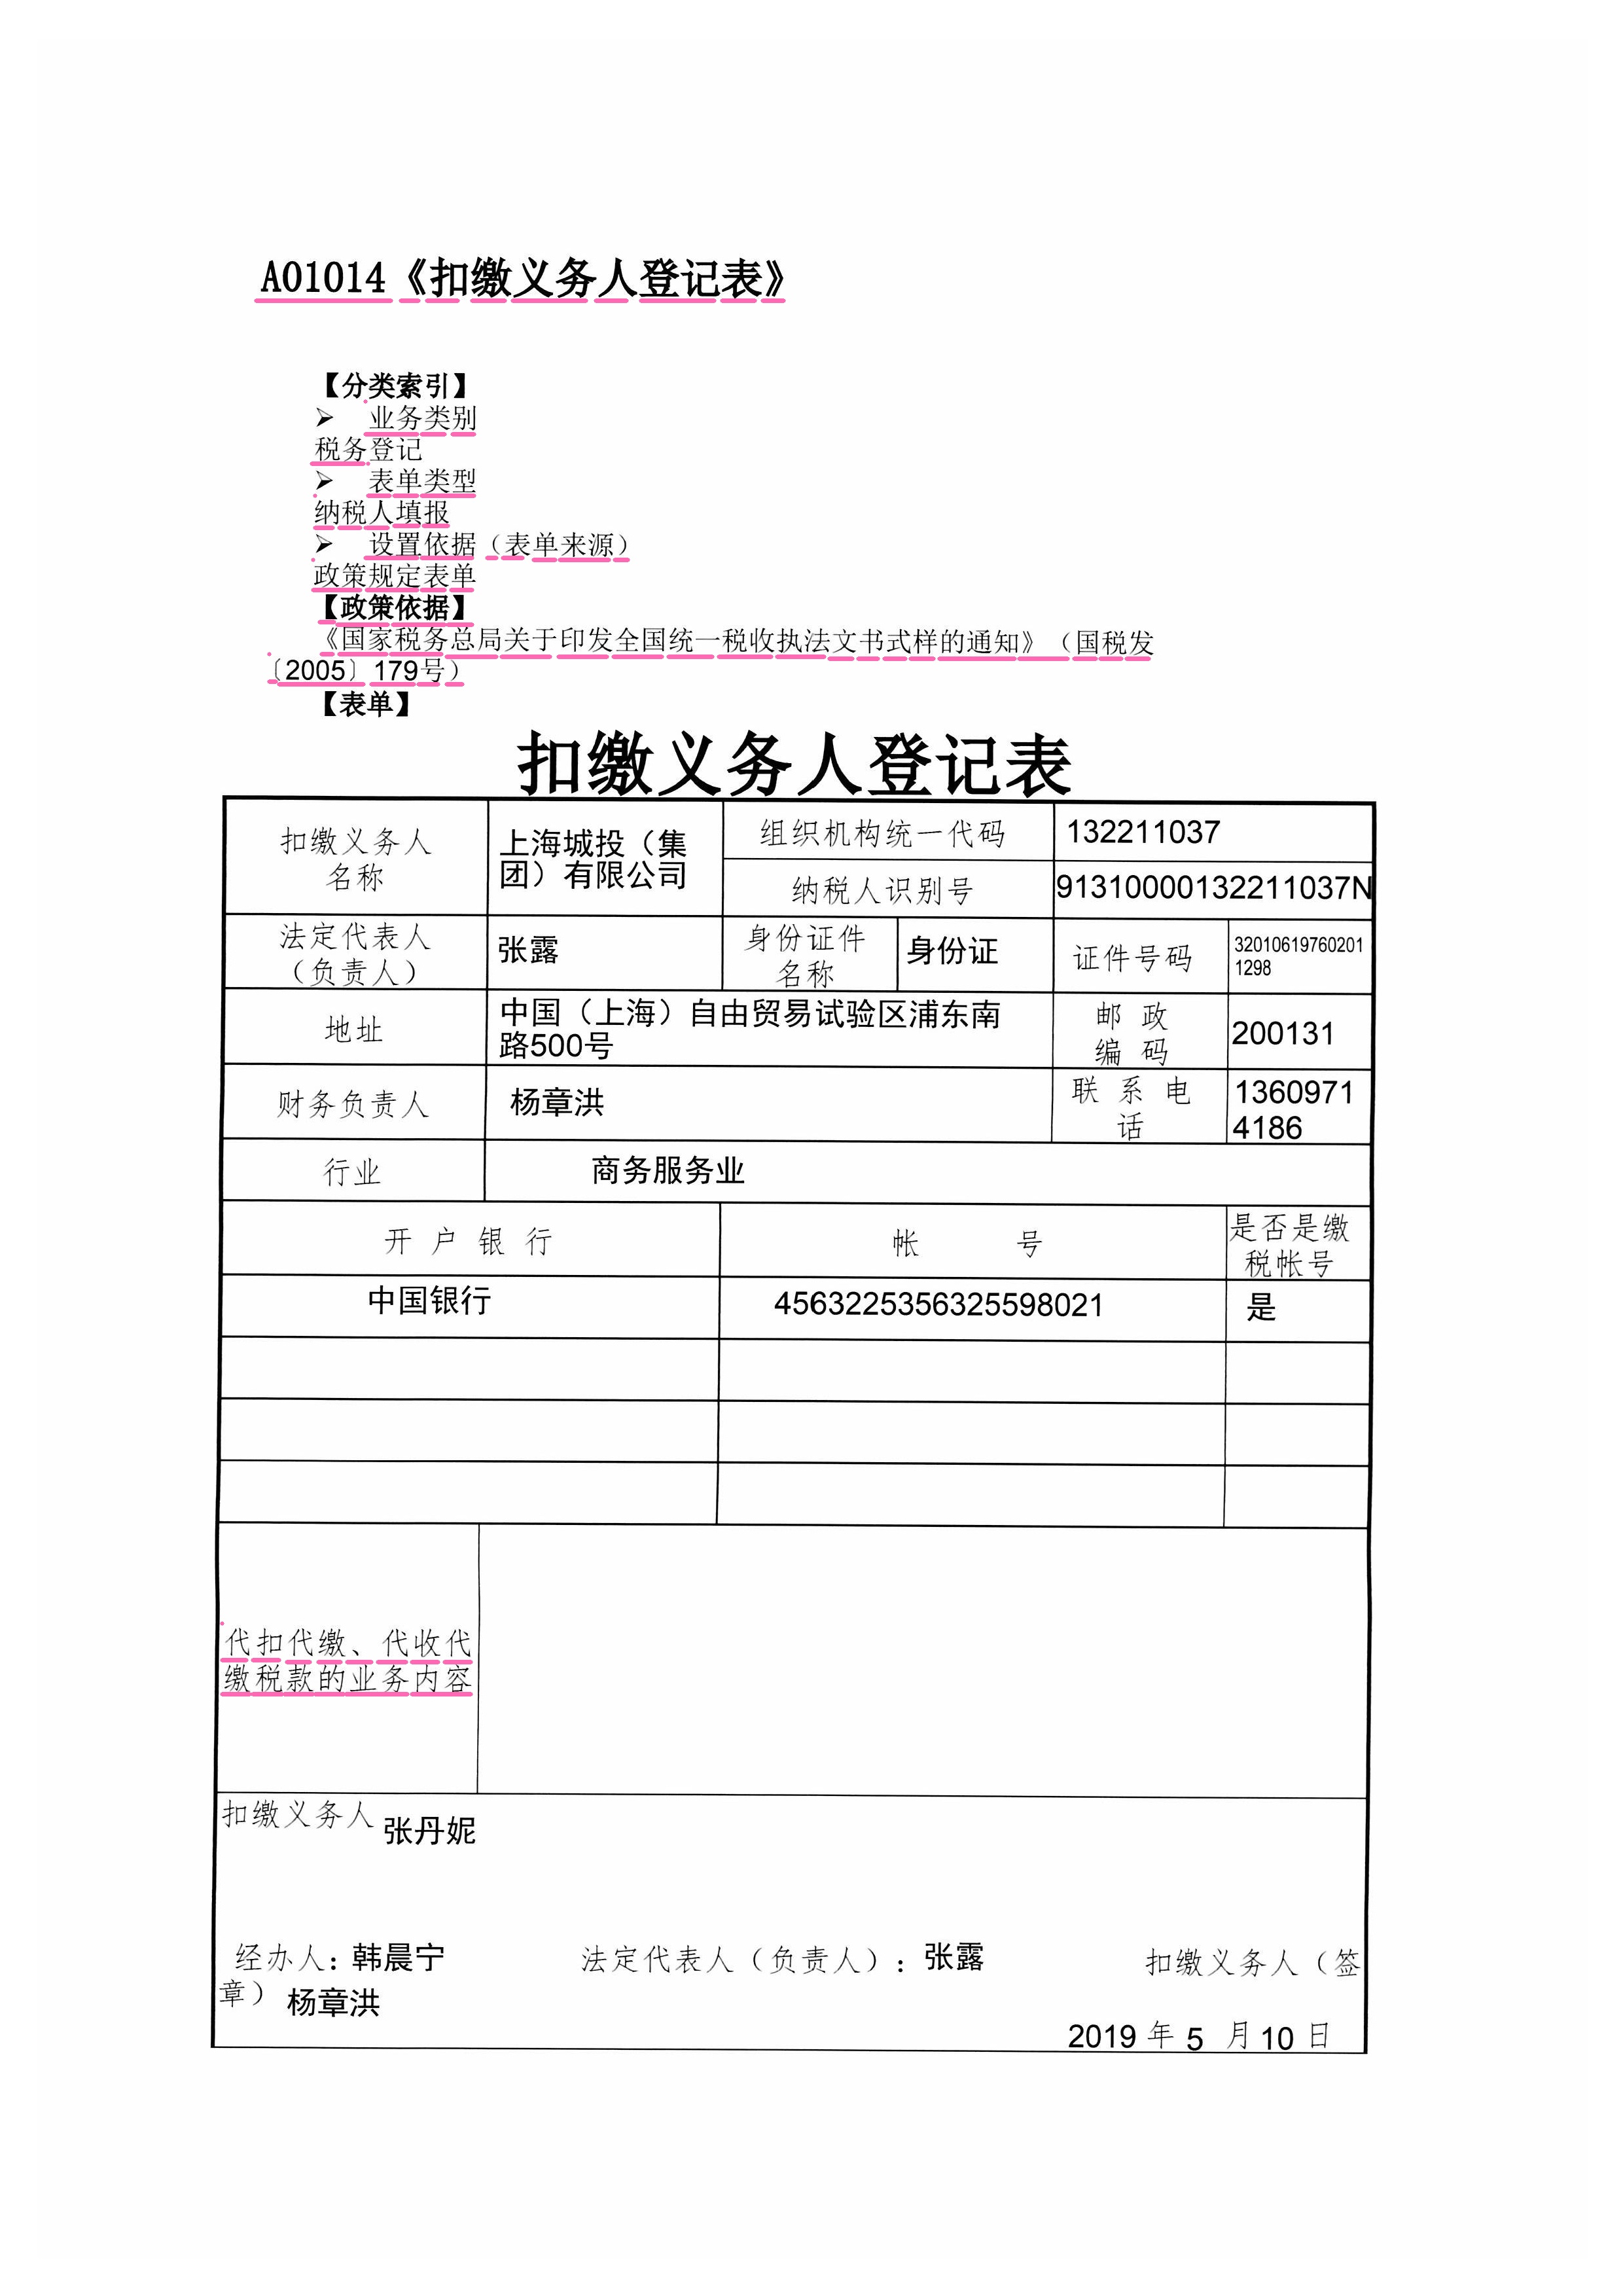 A01014《扣缴义务人登记表》
【分类索引】
➢ 业务类别
税务登记
➢ 表单类型
纳税人填报
➢ 设置依据（表单来源）
政策规定表单
【政策依据】
《国家税务总局关于印发全国统一税收执法文书式样的通知》（国税发
〔2005〕179号）
【表单】
扣缴义务人登记表
扣缴义务人
名称
上海城投（集
团）有限公司
组织机构统一代码
132211037
纳税人识别号
91310000132211037N
法定代表人
（负责人）
张露
身份证件
名称
身份证
证件号码
32010619760201
1298
地址
中国（上海）自由贸易试验区浦东南
路500号
邮 政
编 码
200131
财务负责人
杨章洪
联 系 电
话
1360971
4186
行业
商务服务业
开 户 银 行
帐 号
是否是缴
税帐号
中国银行
4563225356325598021
是
代扣代缴、代收代
缴税款的业务内容
扣缴义务人 张丹妮
经办人：韩晨宁 法定代表人（负责人）：张露 扣缴义务人（签
章） 杨章洪
2019 年 5 月 10 日